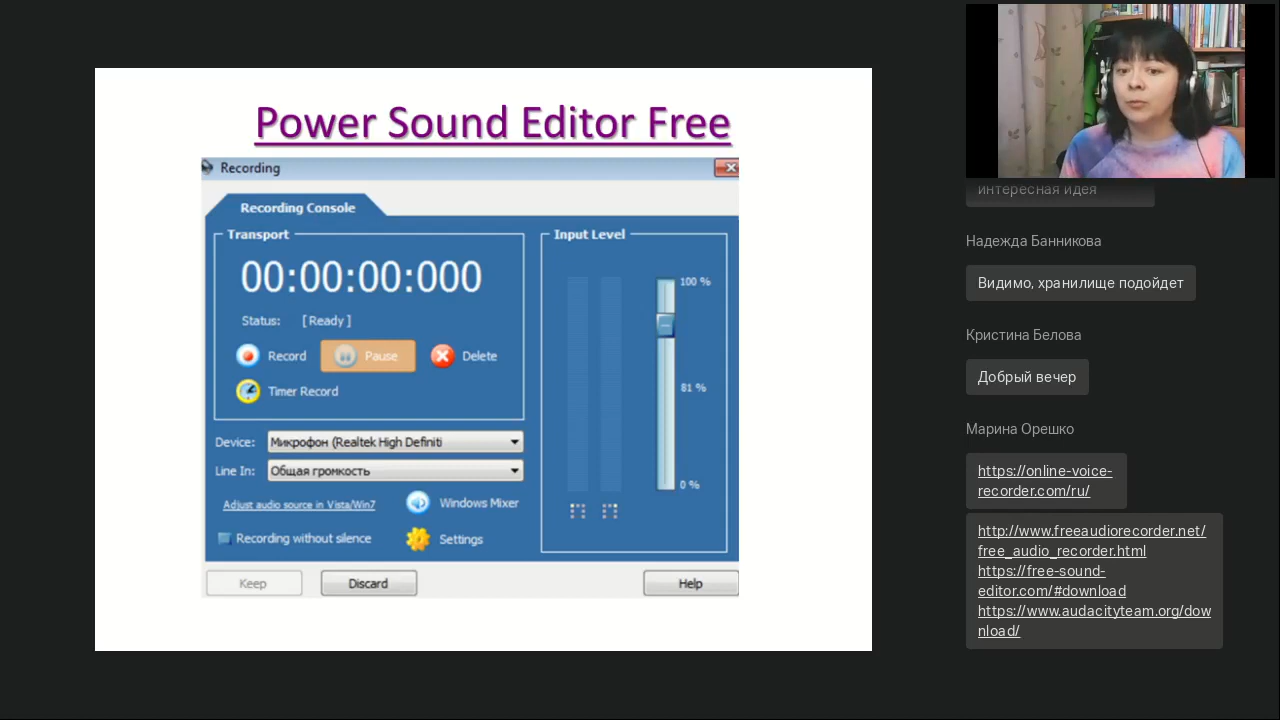 Power Sound Editor Free
Recording
Recording Console
Transport
00:00:00:000
Status: [ Ready ]
Record
Pause
Delete
Timer Record
Device: Микрофон (Realtek High Definiti
Line In: Общая громкость
Adjust audio source in Vista/Win7
Windows Mixer
Recording without silence
Settings
Input Level
100 %
81 %
0 %
Keep
Discard
Help
интересная идея
Надежда Банникова
Видимо, хранилище подойдет
Кристина Белова
Добрый вечер
Марина Орешко
https://online-voice-
recorder.com/ru/
http://www.freeaudiorecorder.net/
free_audio_recorder.html
https://free-sound-
editor.com/#download
https://www.audacityteam.org/dow
nload/